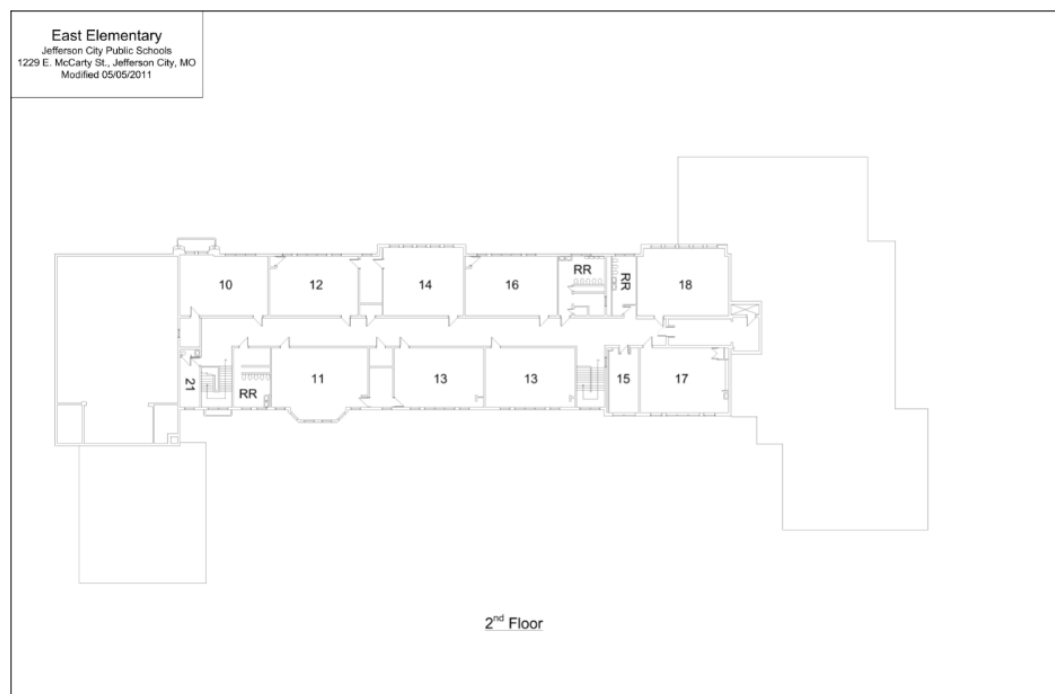 East Elementary
Jefferson City Public Schools
1229 E. McCarty St., Jefferson City, MO
Modified 05/05/2011
10
12
14
16
RR
RR
18
21
RR
11
13
13
15
17
2nd Floor